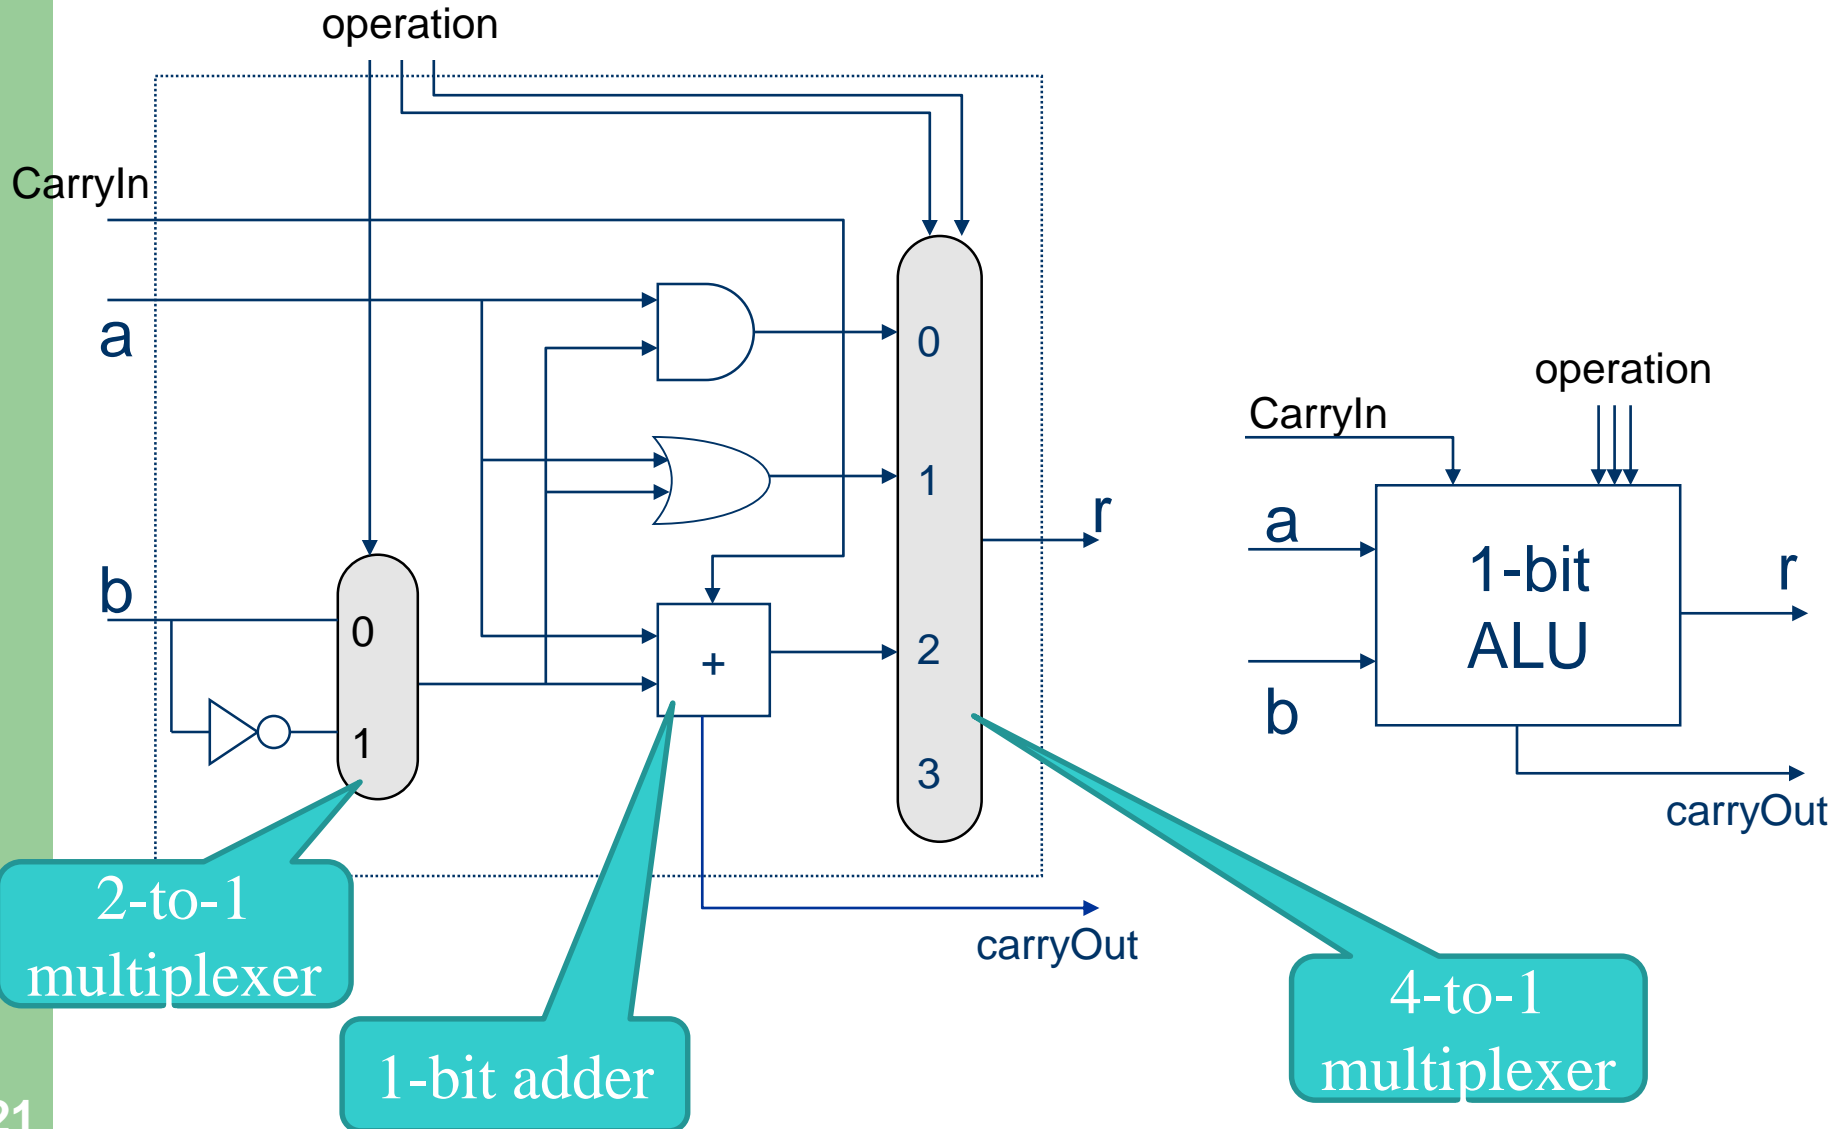 operation
CarryIn
a
b
0
1
+
0
1
2
3
r
carryOut
2-to-1
multiplexer
1-bit adder
4-to-1
multiplexer
operation
CarryIn
a
b
1-bit
ALU
r
carryOut
21